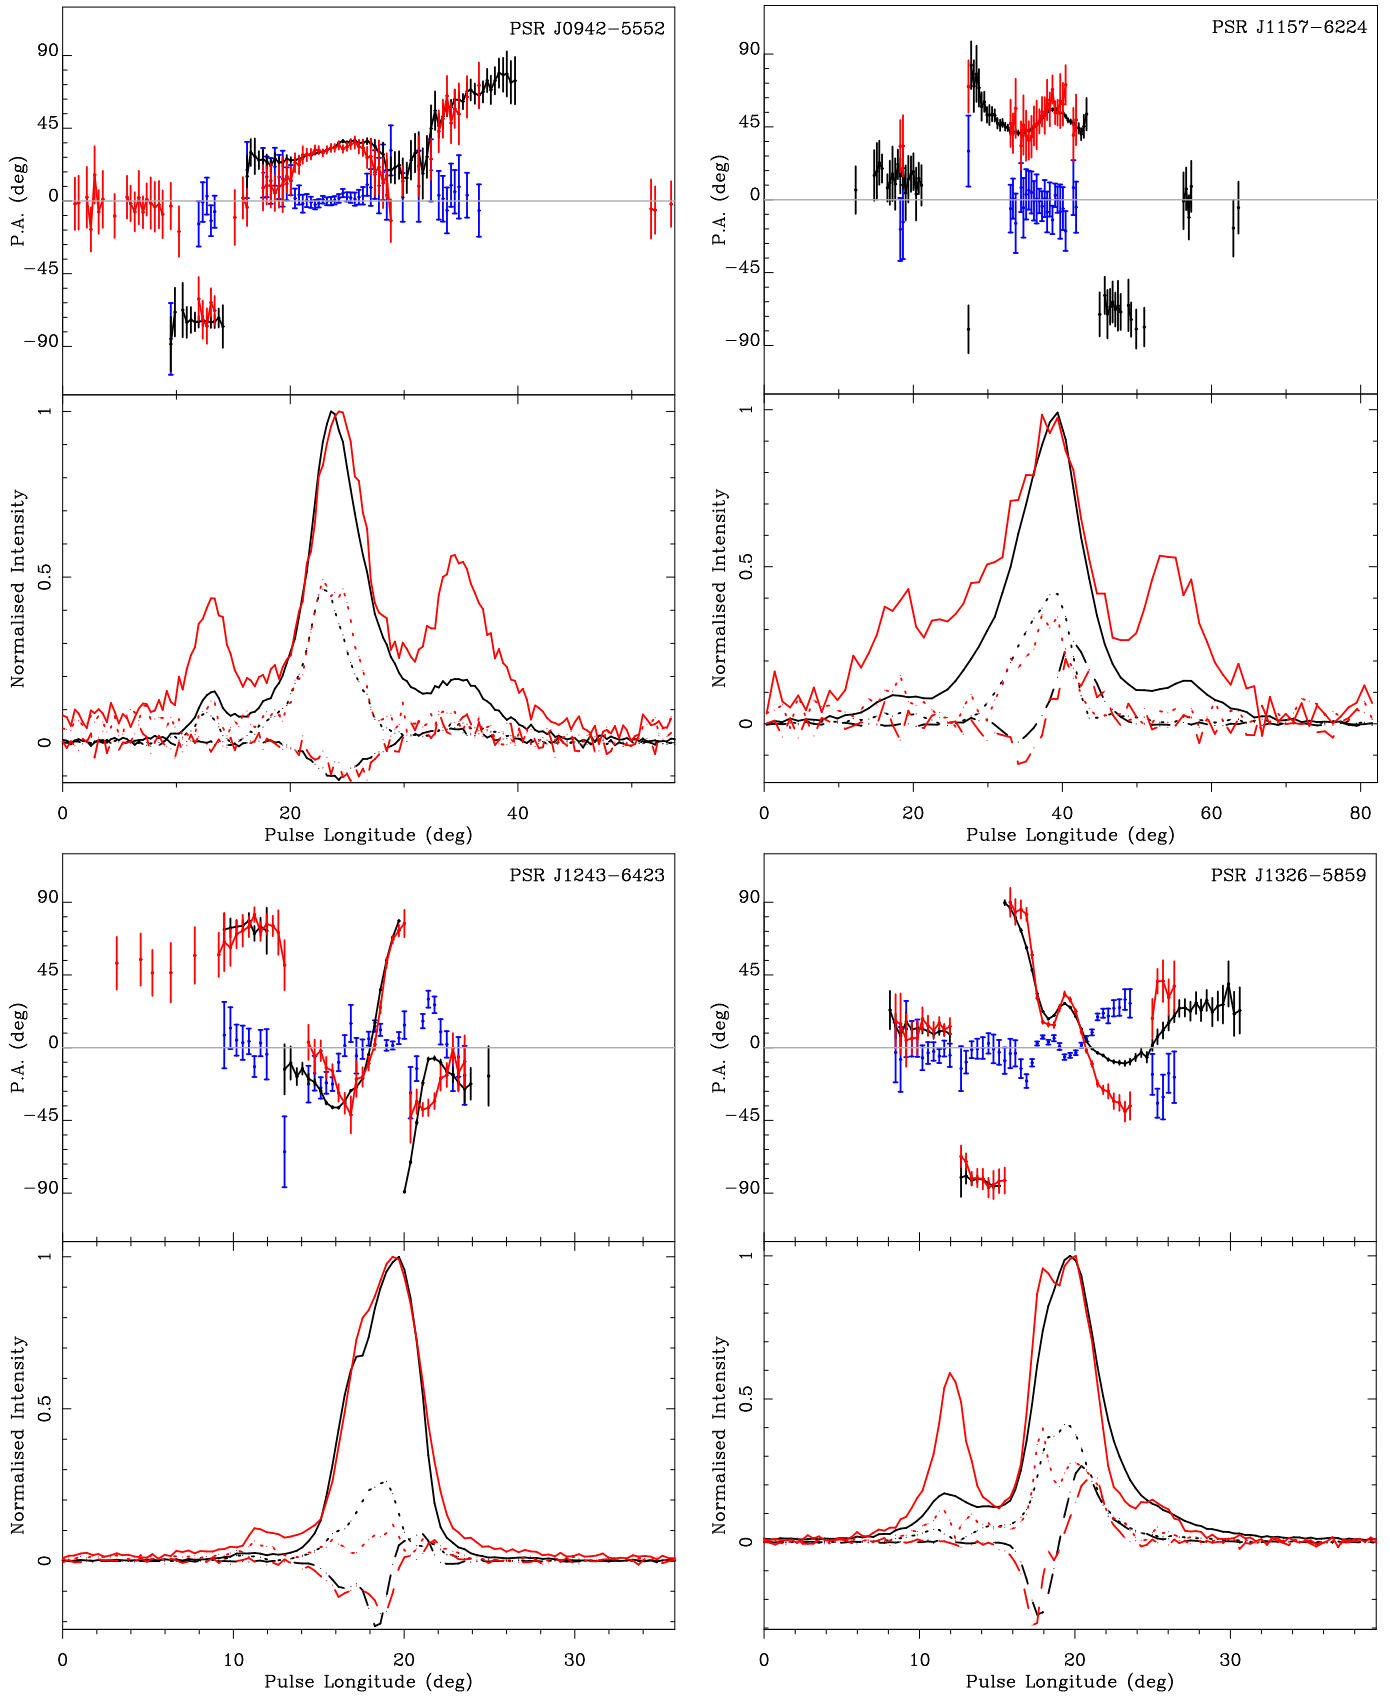 PSR J0942−5552
90
45
0
−45
−90
P.A. (deg)
1
0.5
0
Normalised Intensity
0 20 40
Pulse Longitude (deg)
PSR J1157−6224
90
45
0
−45
−90
P.A. (deg)
1
0.5
0
Normalised Intensity
0 20 40 60 80
Pulse Longitude (deg)
PSR J1243−6423
90
45
0
−45
−90
P.A. (deg)
1
0.5
0
Normalised Intensity
0 10 20 30
Pulse Longitude (deg)
PSR J1326−5859
90
45
0
−45
−90
P.A. (deg)
1
0.5
0
Normalised Intensity
0 10 20 30
Pulse Longitude (deg)